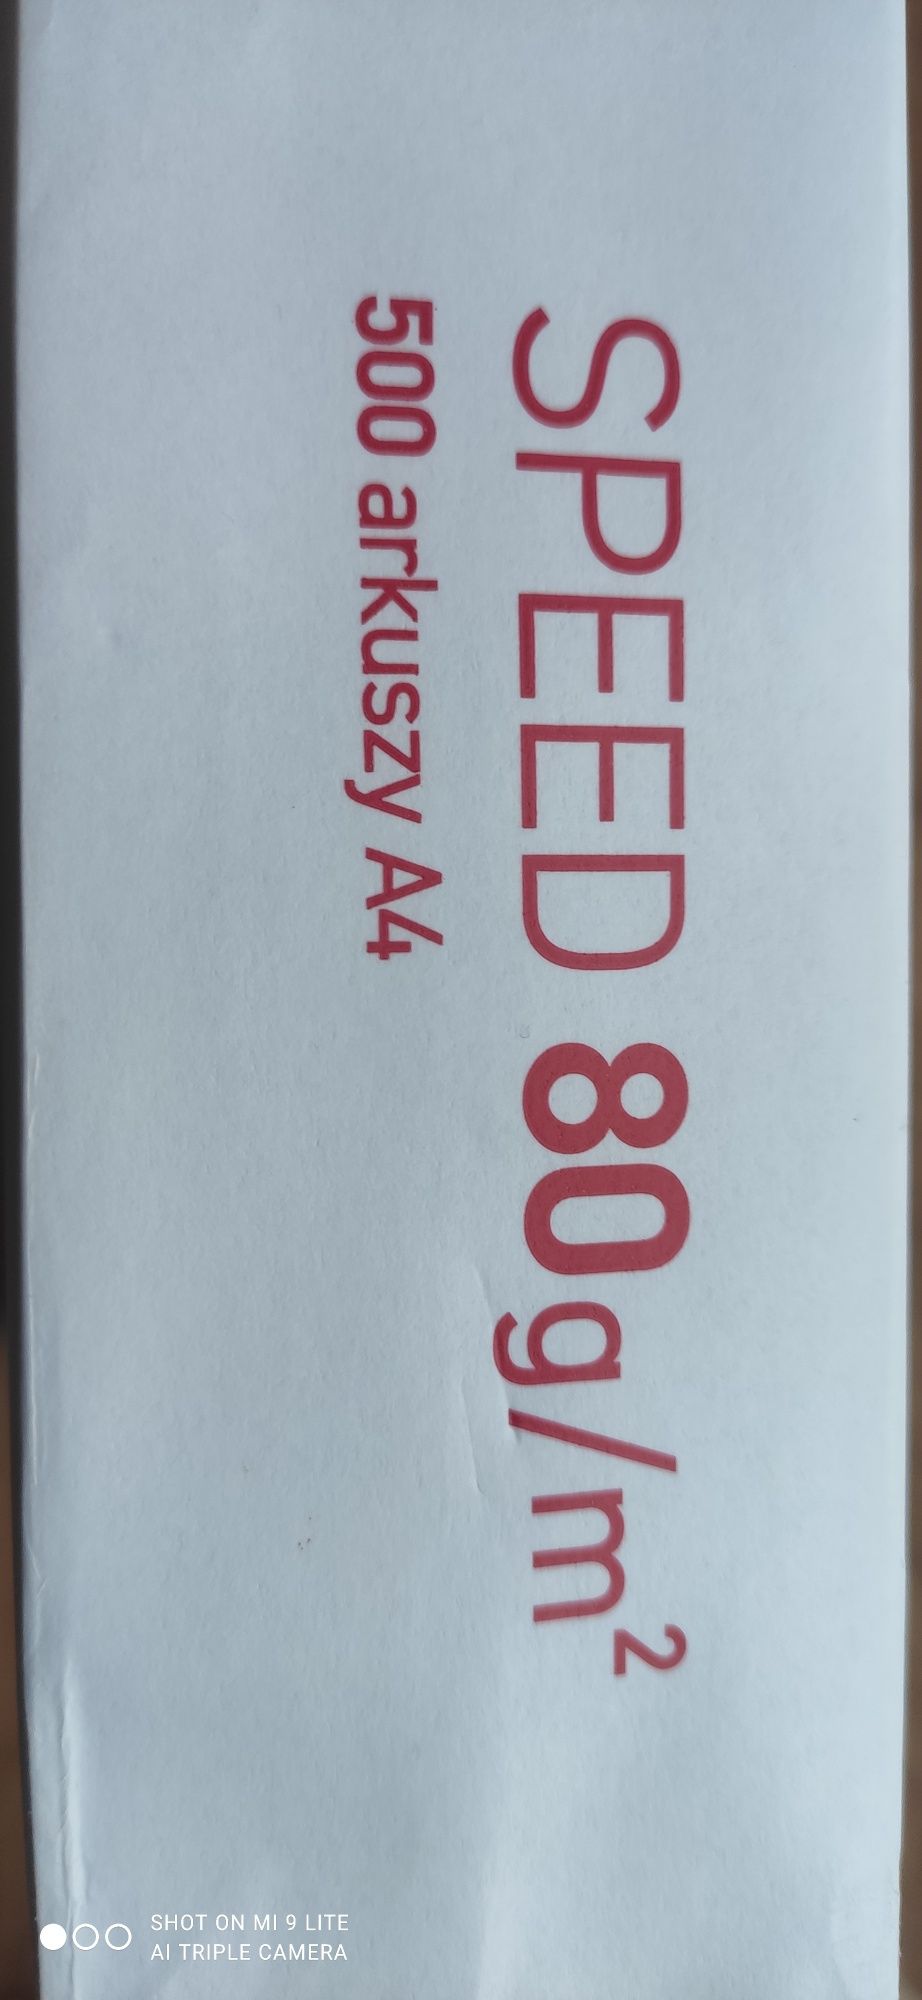 SPEED 80g/m²
500 arkuszy A4
SHOT ON MI 9 LITE
AI TRIPLE CAMERA